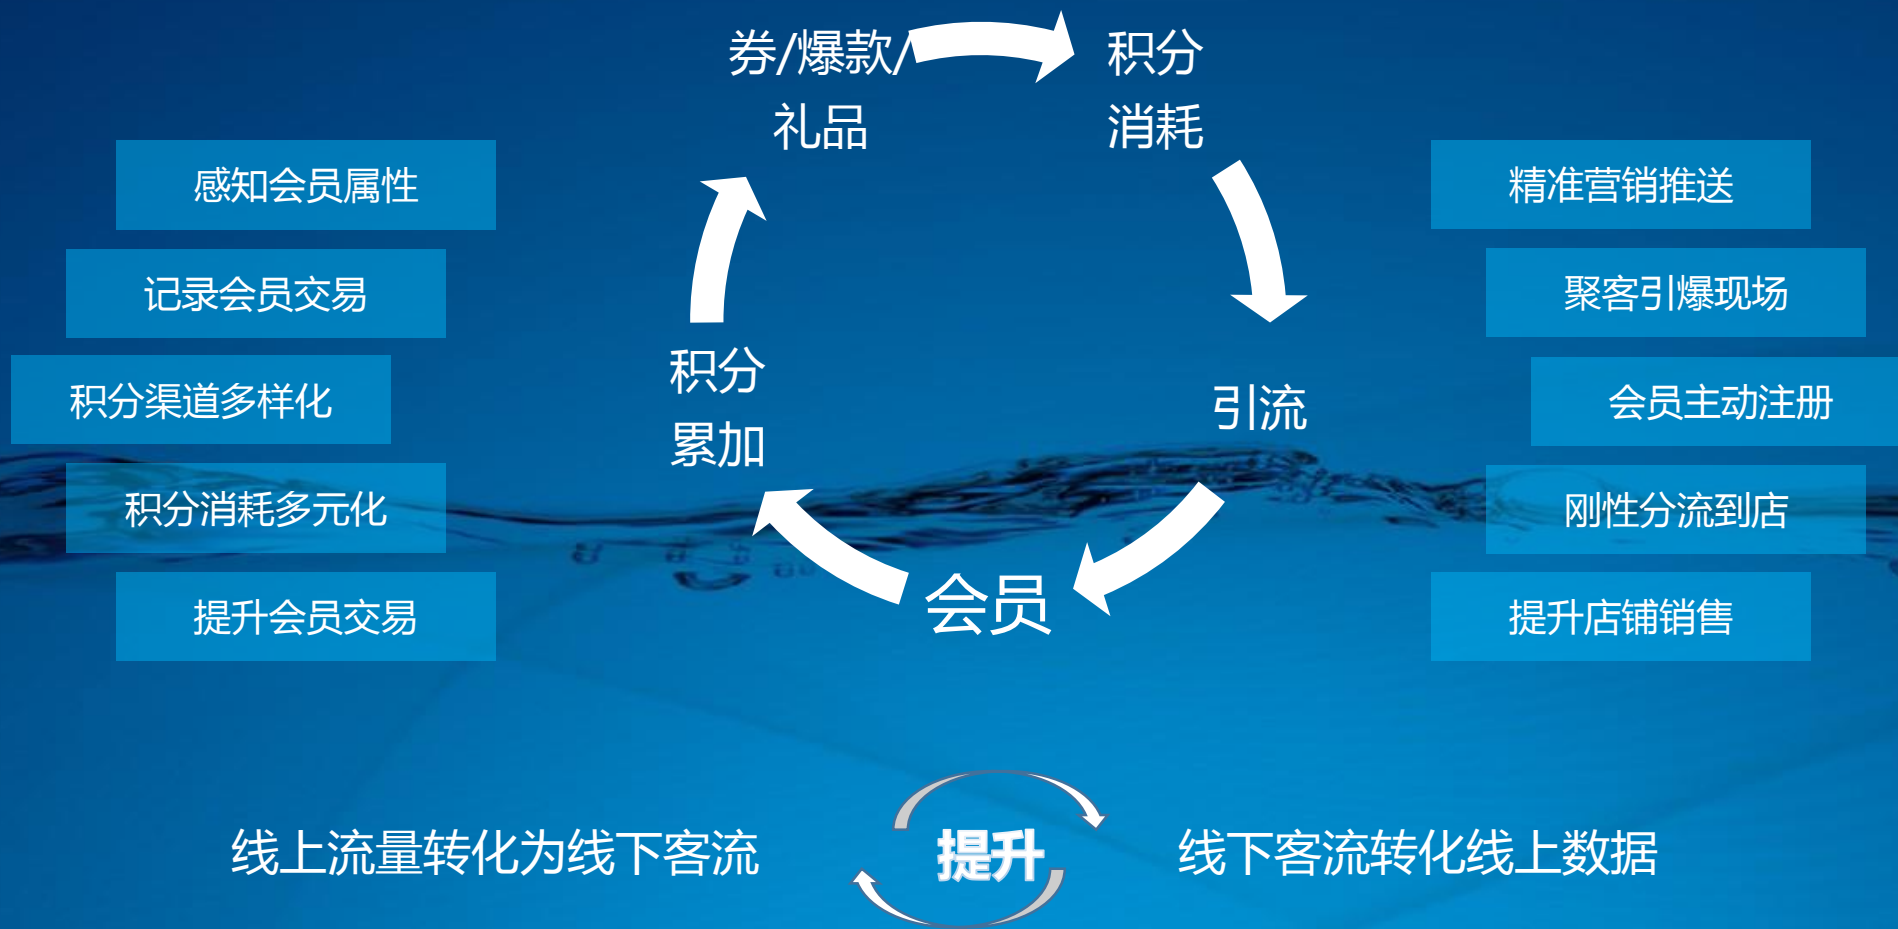 券/爆款/
礼品
积分
消耗
感知会员属性
记录会员交易
积分渠道多样化
积分消耗多元化
提升会员交易
积分
累加
引流
会员
精准营销推送
聚客引爆现场
会员主动注册
刚性分流到店
提升店铺销售
线上流量转化为线下客流
提升
线下客流转化线上数据